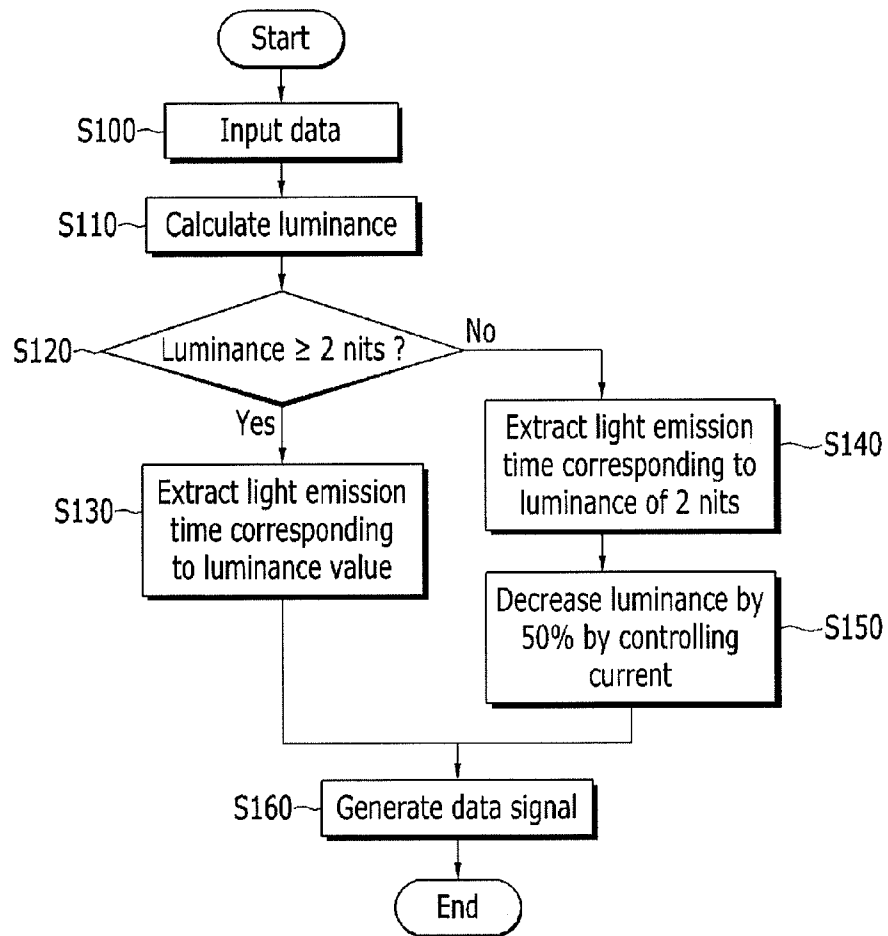 Start
S100
Input data
S110
Calculate luminance
S120
Luminance ≥ 2 nits ?
No
Yes
S130
Extract light emission
time corresponding
to luminance value
Extract light emission
time corresponding to
luminance of 2 nits
S140
Decrease luminance by
50% by controlling
current
S150
S160
Generate data signal
End